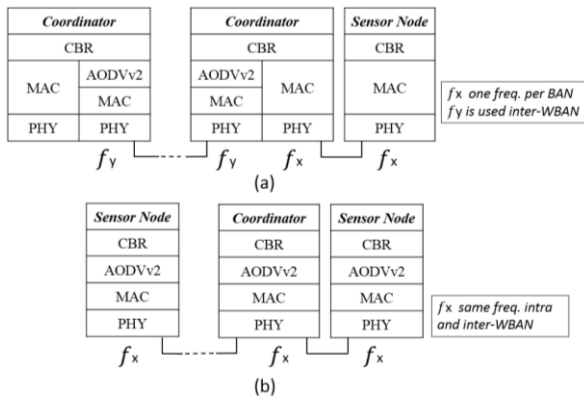 Coordinator Coordinator Sensor Node
CBR CBR CBR
MAC AODVv2 AODVv2 MAC MAC
MAC MAC
PHY PHY PHY PHY PHY
fx one freq. per BAN
fy is used inter-WBAN
fy fy fx fx
(a)
Sensor Node Coordinator Sensor Node
CBR CBR CBR
AODVv2 AODVv2 AODVv2
MAC MAC MAC
PHY PHY PHY
fx same freq. intra
and inter-WBAN
fx fx fx
(b)